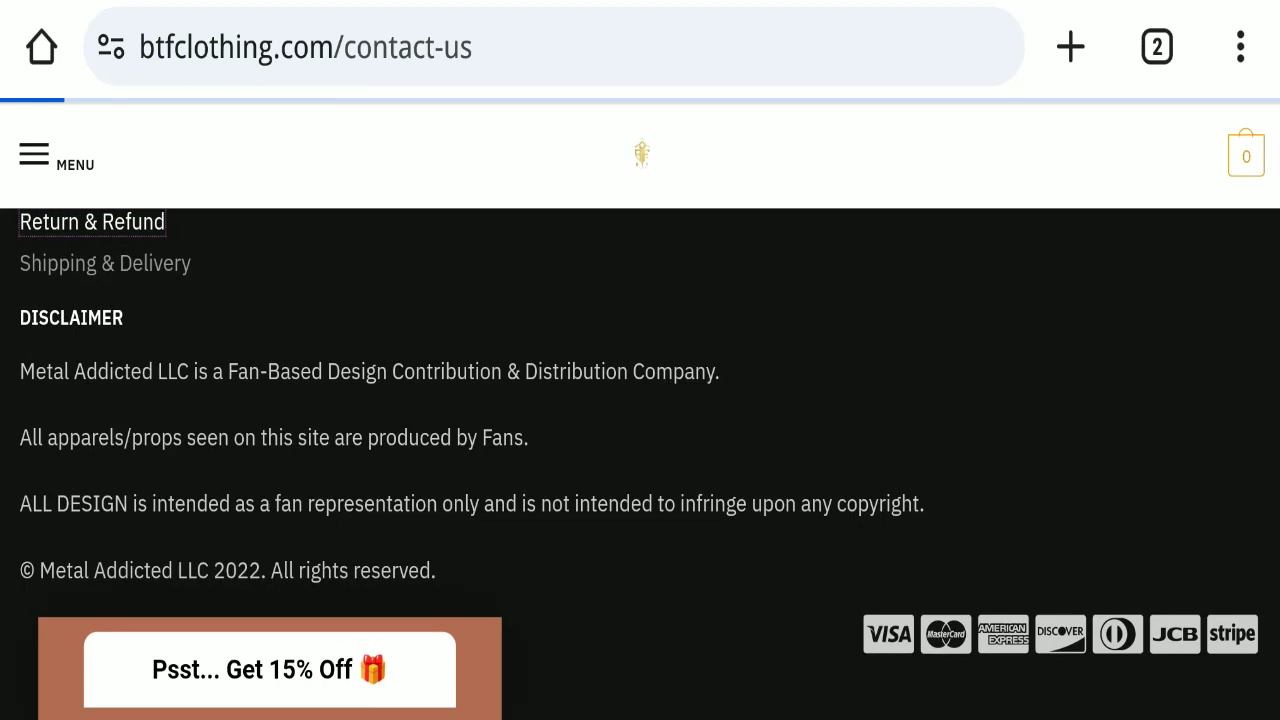 btfclothing.com/contact-us
2
MENU
0
Return & Refund
Shipping & Delivery
DISCLAIMER
Metal Addicted LLC is a Fan-Based Design Contribution & Distribution Company.
All apparels/props seen on this site are produced by Fans.
ALL DESIGN is intended as a fan representation only and is not intended to infringe upon any copyright.
© Metal Addicted LLC 2022. All rights reserved.
VISA MasterCard AMERICAN EXPRESS DISCOVER JCB stripe
Psst... Get 15% Off 🎁